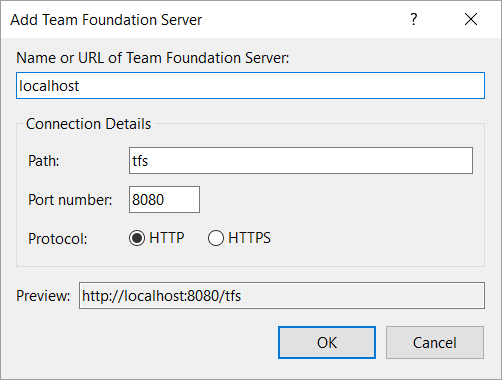 Add Team Foundation Server
?
Name or URL of Team Foundation Server:
localhost
Connection Details
Path: tfs
Port number: 8080
Protocol: HTTP HTTPS
Preview: http://localhost:8080/tfs
OK Cancel